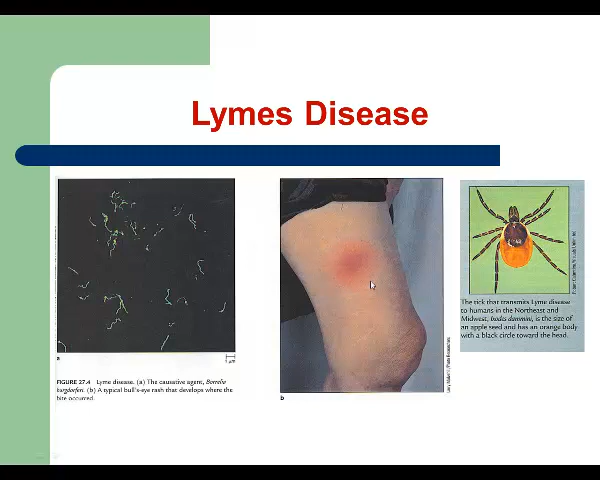 Lymes Disease
a
1 μm
FIGURE 27.4 Lyme disease. (a) The causative agent, Borrelia
burgdorferi. (b) A typical bull's-eye rash that develops where the
bite occurred.
b
The tick that transmits Lyme disease
to humans in the Northeast and
Midwest, Ixodes dammini, is the size of
an apple seed and has an orange body
with a black circle toward the head.